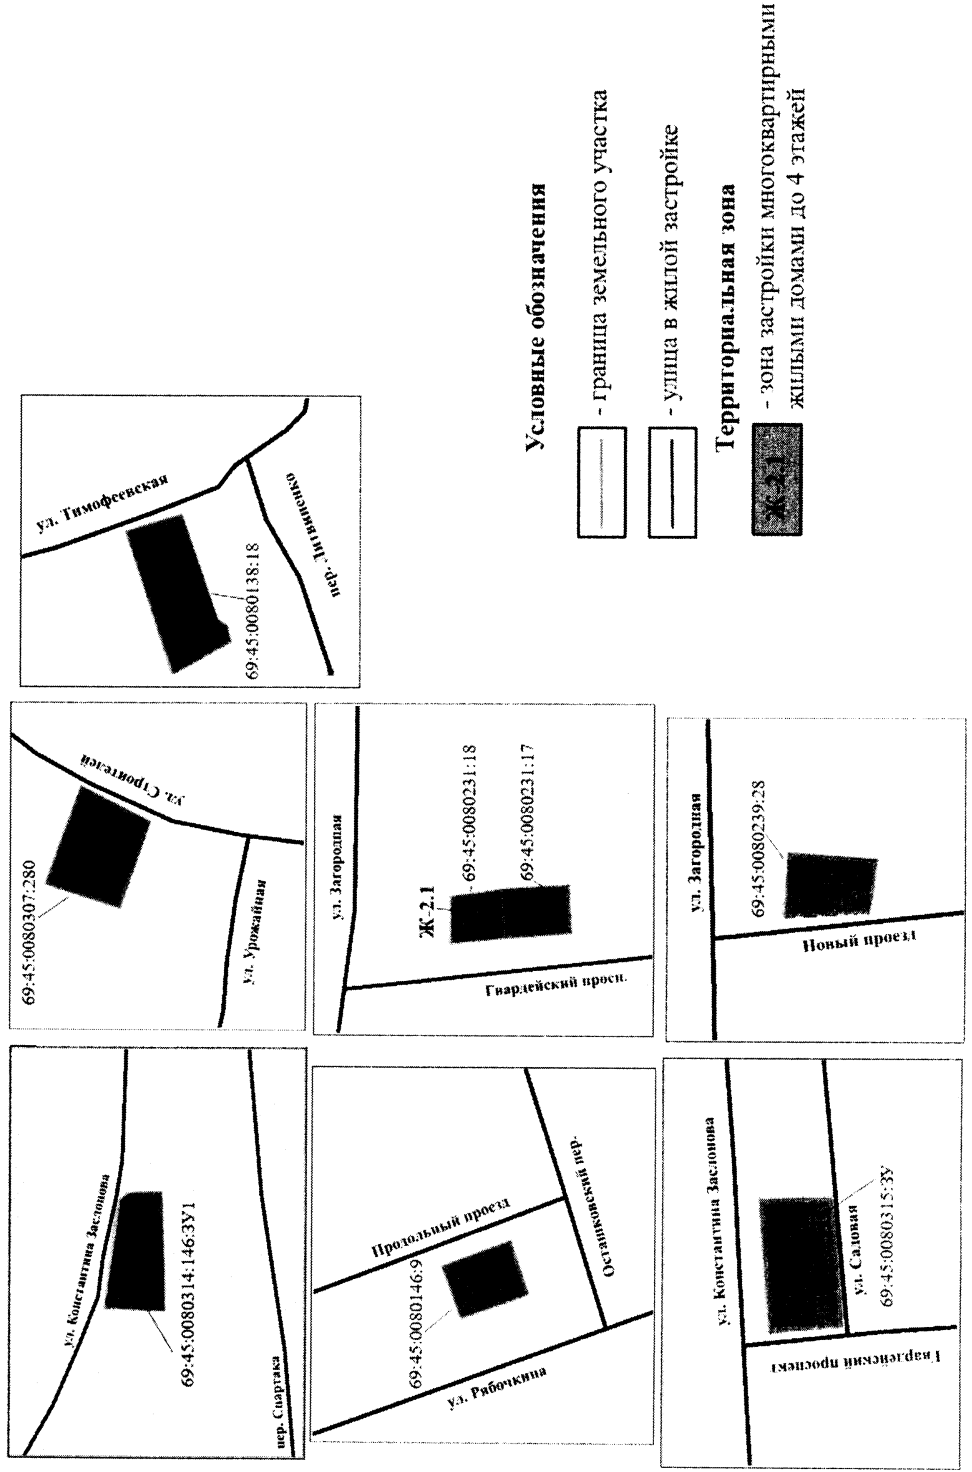 ул. Константина Заслонова
69:45:0080314:146:ЗУ1
пер. Спартака
69:45:0080307:280
ул. Строителей
ул. Урожайная
ул. Тимофеевская
69:45:0080138:18
пер. Литвиненко
Продольный проезд
69:45:0080146:9
ул. Рябочкина
Осташковский пер.
ул. Загородная
Ж-2.1
69:45:0080231:18
69:45:0080231:17
Гвардейский просп.
ул. Константина Заслонова
ул. Садовая
69:45:0080315:ЗУ
Гвардейский проспект
ул. Загородная
69:45:0080239:28
Новый проезд
Условные обозначения
- граница земельного участка
- улица в жилой застройке
Территориальная зона
Ж-2.1
- зона застройки многоквартирными
жилыми домами до 4 этажей